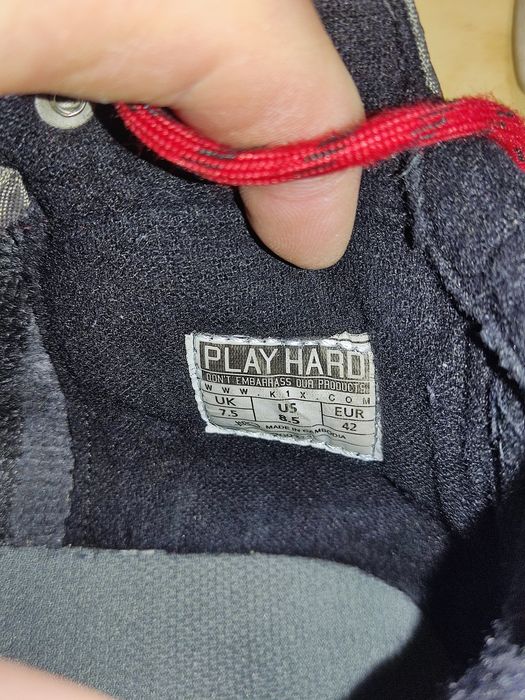 PLAY HARD
DON'T EMBARRASS OUR PRODUCTS!
WWW.K1X.COM
UK US EUR
7.5 8.5 42
MADE IN CAMBODIA